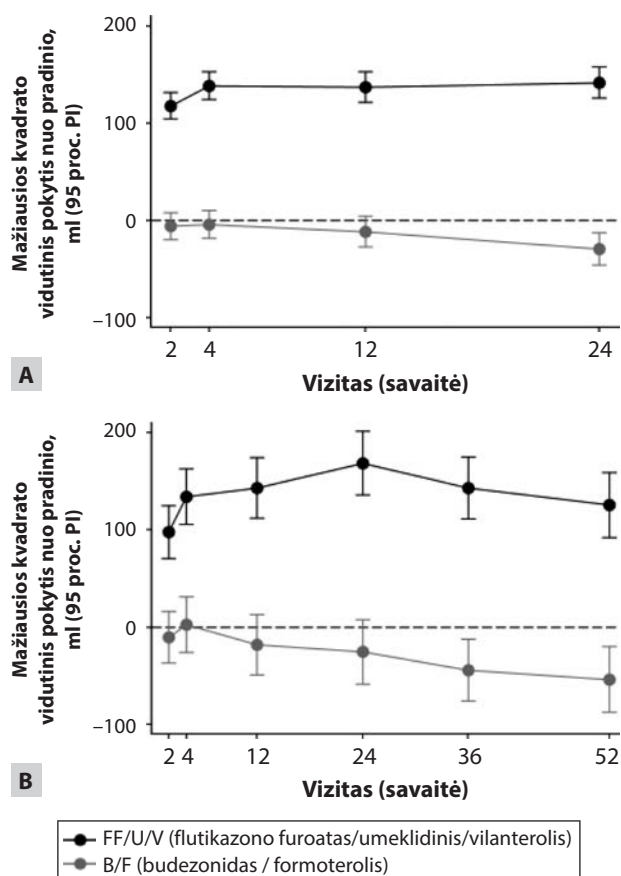 Mažiausios kvadrato
vidutinis pokytis nuo pradinio,
ml (95 proc. PI)
200
100
0
–100
2 4 12 24
Vizitas (savaitė)
A
Mažiausios kvadrato
vidutinis pokytis nuo pradinio,
ml (95 proc. PI)
200
100
0
–100
2 4 12 24 36 52
Vizitas (savaitė)
B
FF/U/V (flutikazono furoatas/umeklidinis/vilanterolis)
B/F (budezonidas / formoterolis)